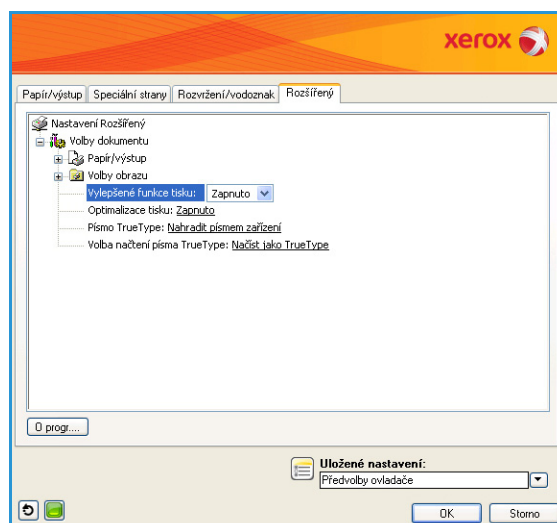 xerox
Papír/výstup Speciální strany Rozvržení/vodoznak Rozšířený
Nastavení Rozšířený
Volby dokumentu
Papír/výstup
Volby obrazu
Vylepšené funkce tisku: Zapnuto
Optimalizace tisku: Zapnuto
Písmo TrueType: Nahradit písmem zařízení
Volba načtení písma TrueType: Načíst jako TrueType
O progr....
Uložené nastavení:
Předvolby ovladače
OK Storno